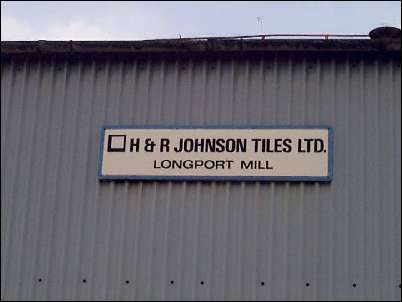 H & R JOHNSON TILES LTD.
LONGPORT MILL